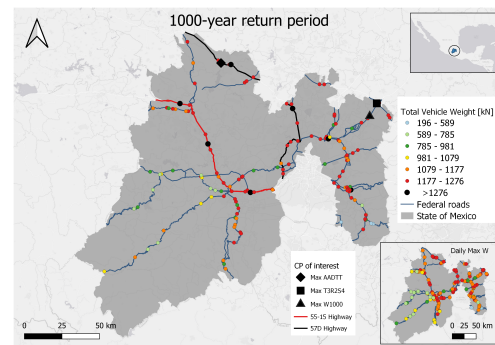 1000-year return period
Total Vehicle Weight [kN]
196 - 589
589 - 785
785 - 981
981 - 1079
1079 - 1177
1177 - 1276
>1276
Federal roads
State of Mexico
CP of interest
Max AADTT
Max T3R2S4
Max W1000
55-15 Highway
57D Highway
Daily Max W
0 25 50 km
0 25 50 km